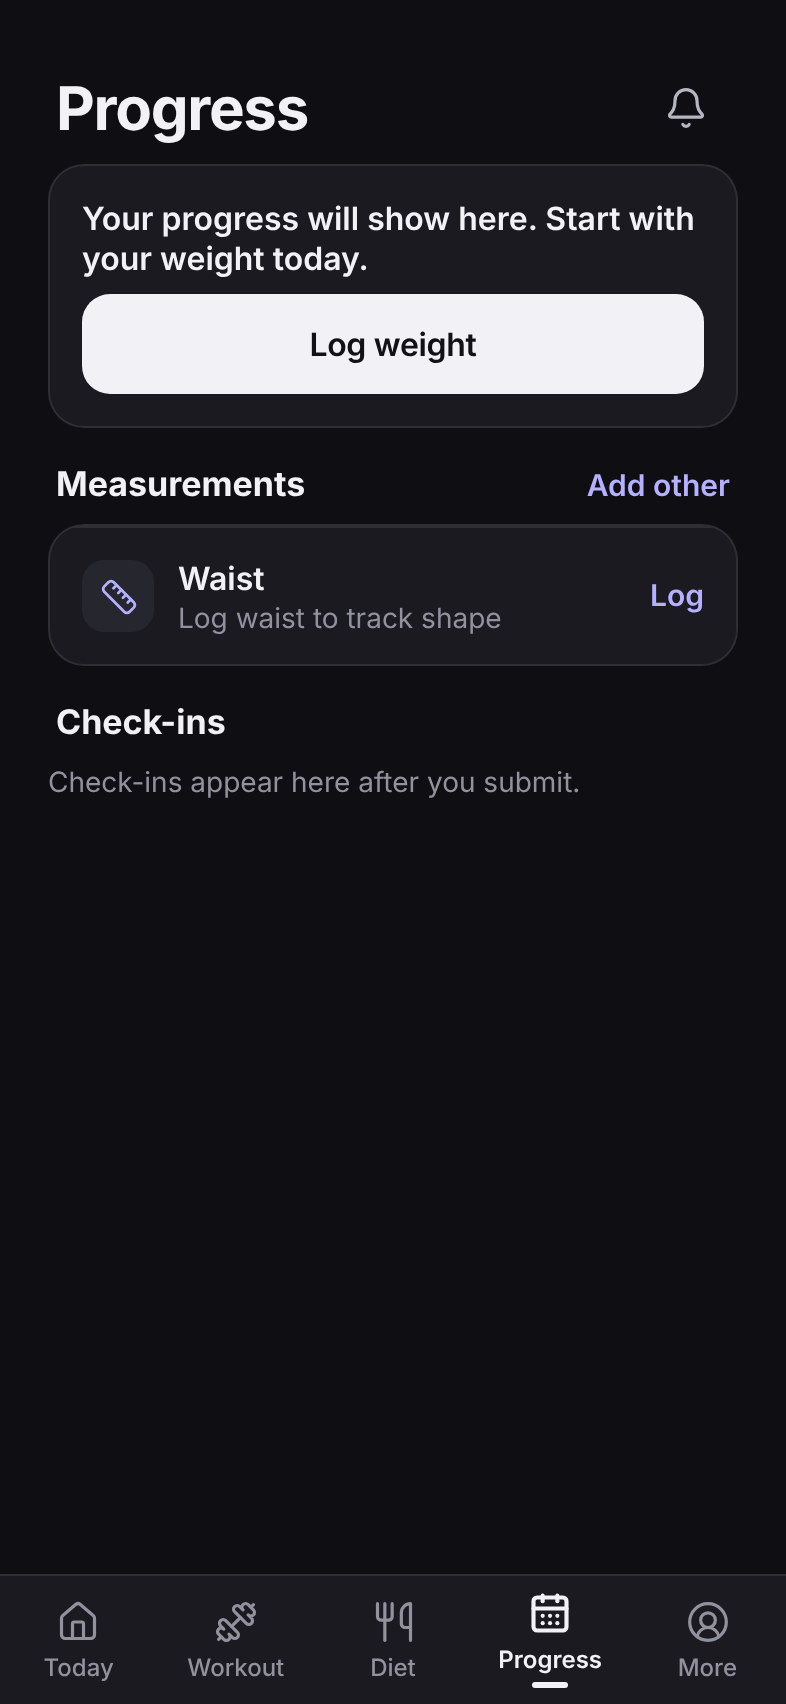 Progress
Your progress will show here. Start with
your weight today.
Log weight
Measurements
Add other
Waist
Log waist to track shape
Log
Check-ins
Check-ins appear here after you submit.
Today
Workout
Diet
Progress
More